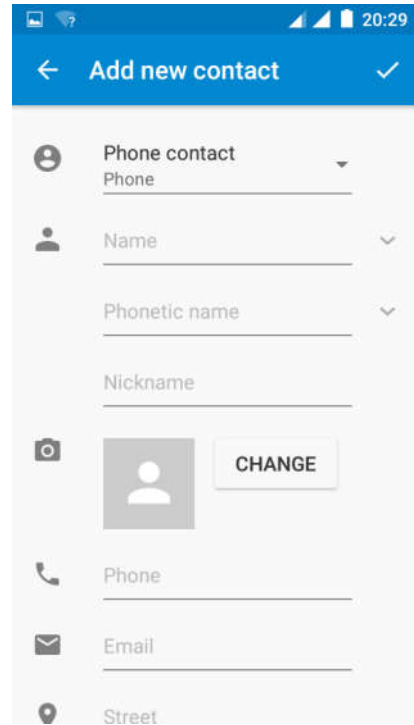 20:29
Add new contact
Phone contact
Phone
Name
Phonetic name
Nickname
CHANGE
Phone
Email
Street